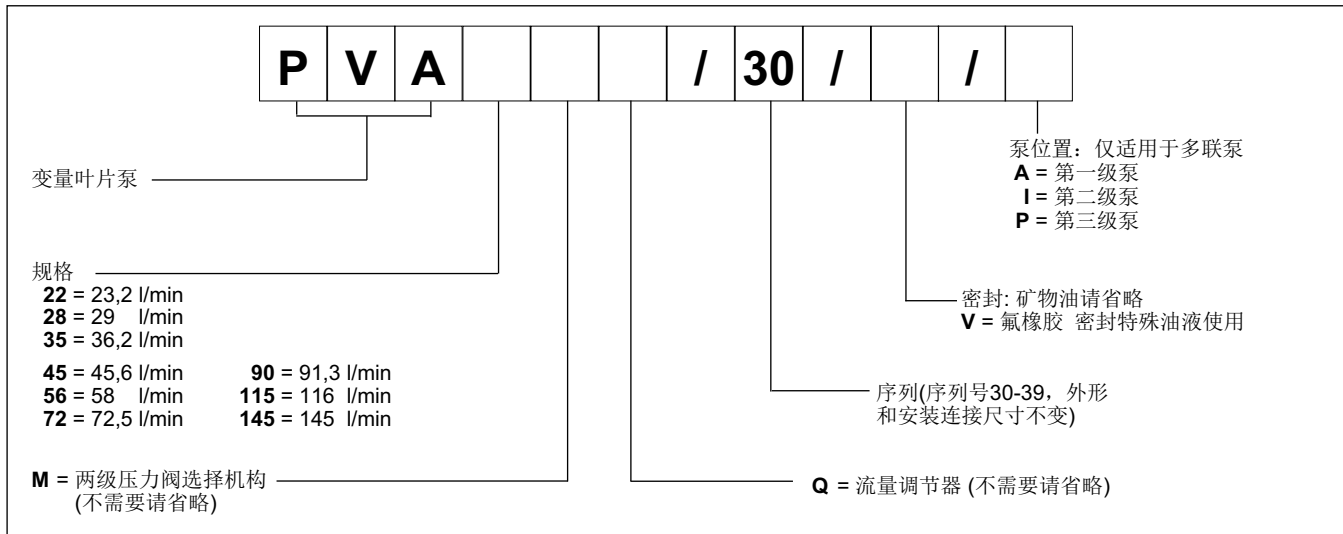 P V A / 30 / /
泵位置：仅适用于多联泵
A = 第一级泵
I = 第二级泵
P = 第三级泵
变量叶片泵
规格
22 = 23,2 l/min
28 = 29 l/min
35 = 36,2 l/min
45 = 45,6 l/min
56 = 58 l/min
72 = 72,5 l/min
90 = 91,3 l/min
115 = 116 l/min
145 = 145 l/min
密封: 矿物油请省略
V = 氟橡胶 密封特殊油液使用
序列(序列号30-39，外形
和安装连接尺寸不变)
M = 两级压力阀选择机构
(不需要请省略)
Q = 流量调节器 (不需要请省略)